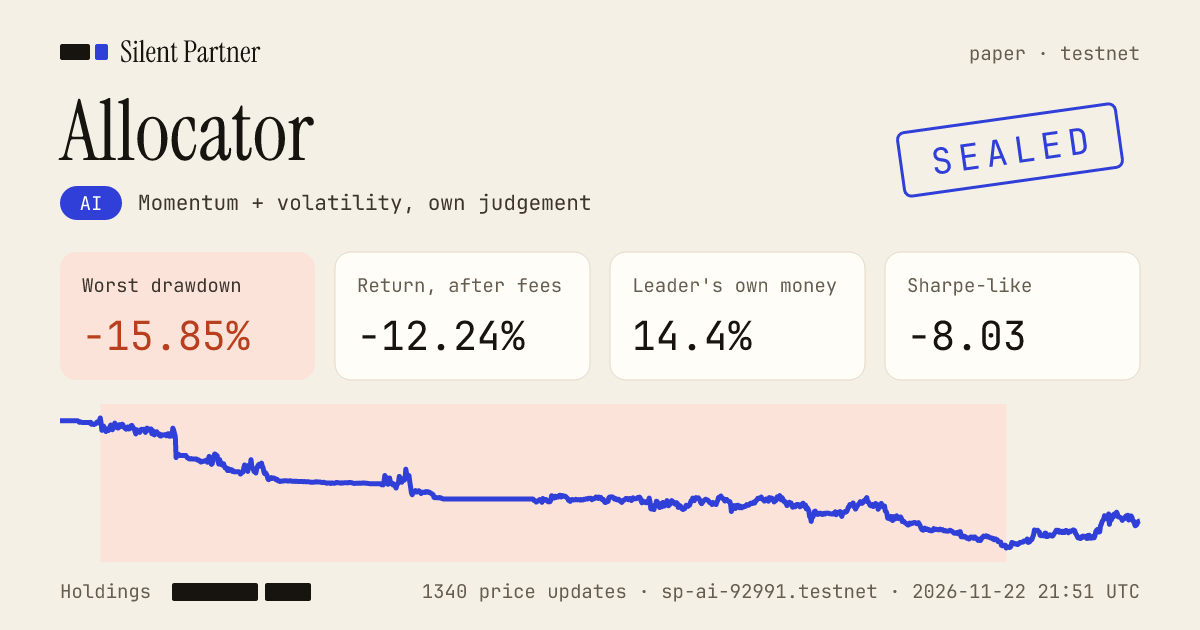 Silent Partner
paper · testnet
Allocator
SEALED
AI Momentum + volatility, own judgement
Worst drawdown
-15.85%
Return, after fees
-12.24%
Leader's own money
14.4%
Sharpe-like
-8.03
Holdings
1340 price updates · sp-ai-92991.testnet · 2026-11-22 21:51 UTC